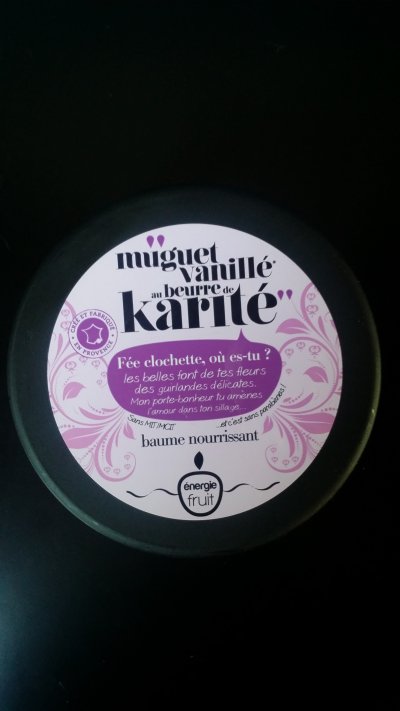 "muguet
vanillé*
au beurre de
karité"
CRÉÉ ET FABRIQUÉ
EN PROVENCE
Fée clochette, où es-tu ?
les belles font de tes fleurs
des guirlandes délicates.
Mon porte-bonheur tu amènes
l'amour dans ton sillage...
Sans MIT/MCIT
...et c'est sans parabènes !
baume nourrissant
énergie
fruit